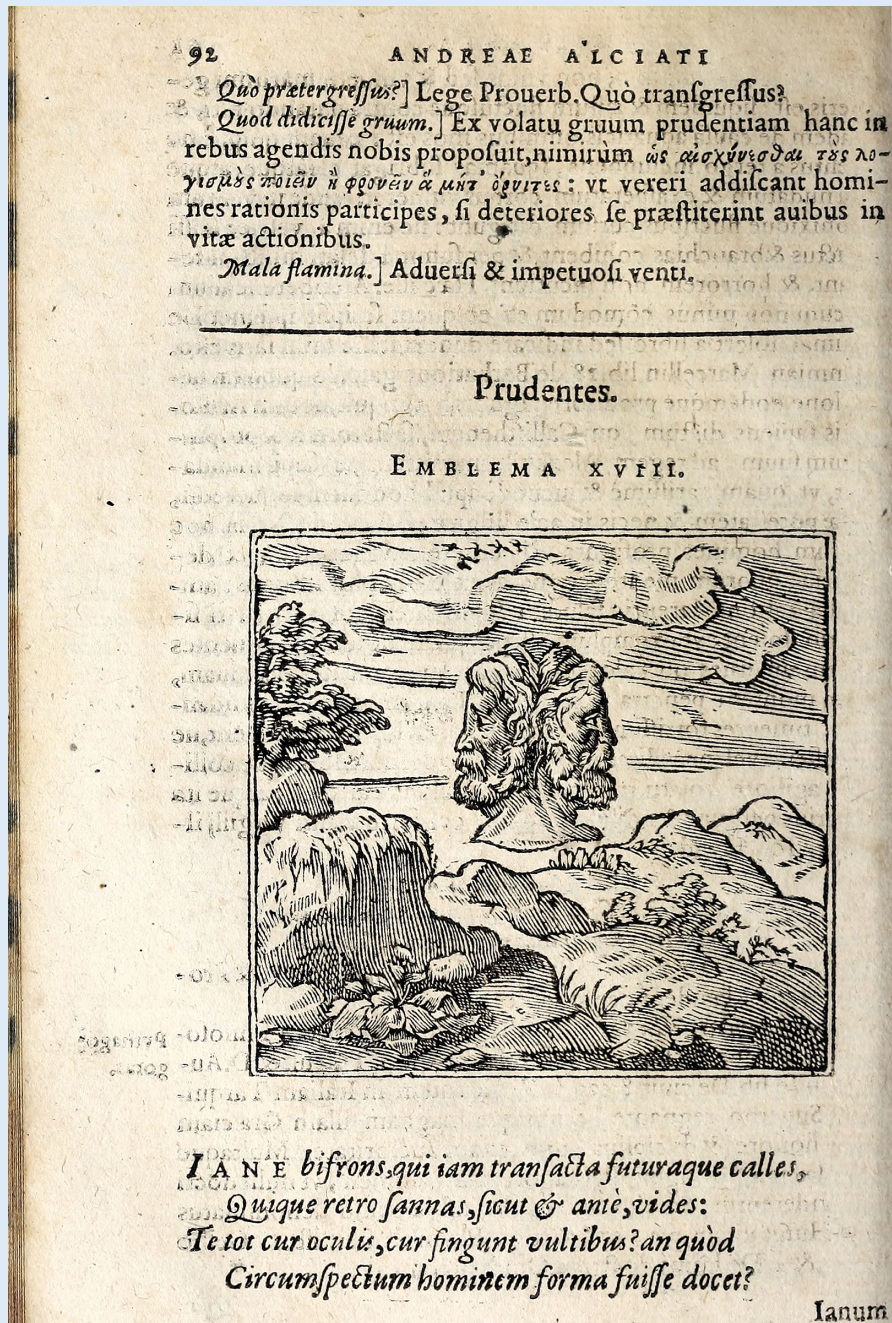 92 ANDREAE ALCIATI
Quò prætergreſſus?] Lege Prouerb. Quò tranſgreſſus?
Quod didiciſſe gruum.] Ex volatu gruum prudentiam hanc in
rebus agendis nobis propoſuit, nimirùm ὡς αἰσχύνεσθαι τοὺς λο-
γισμοὺς ποιεῖν ἢ φρονεῖν ἃ μήτ' ὄρνιτες : vt vereri addiſcant homi-
nes rationis participes, ſi deteriores ſe præſtiterint auibus in
vitæ actionibus.
Mala flamina.] Aduerſi & impetuoſi venti.
Prudentes.
EMBLEMA XVIII.
IANE bifrons, qui iam tranſacta futuraque calles,
Quique retro ſannas, ſicut & antè, vides:
Te tot cur oculis, cur fingunt vultibus? an quòd
Circumſpectum hominem forma fuiſſe docet?
Ianum